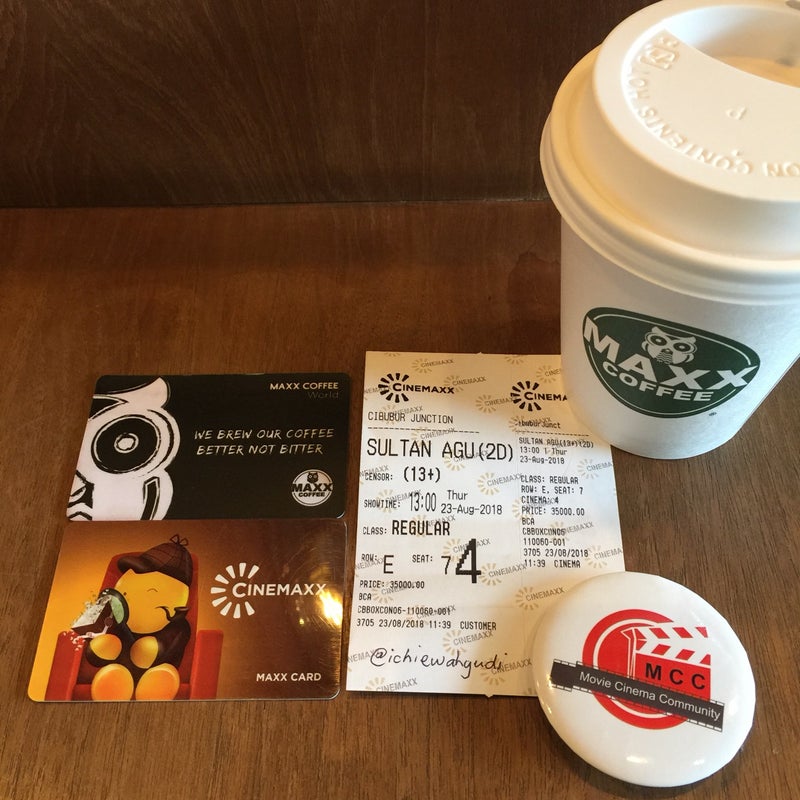 MAXX COFFEE
World
WE BREW OUR COFFEE
BETTER NOT BITTER
MAXX
COFFEE
CINEMAXX
MAXX CARD
CINEMAXX
CIBUBUR JUNCTION
SULTAN AGU(2D)
CENSOR: (13+)
SHOWTIME: 13:00 Thur
23-Aug-2018
CLASS: REGULAR
ROW: E SEAT: 7 4
PRICE: 35000.00
BCA
CBBOXCON06-110060-001
3705 23/08/2018 11:39 CUSTOMER
@ichiewahyudi
CINEMA
SULTAN AGU(13+)(2D)
13:00 Thur
23-Aug-2018
CLASS: REGULAR
ROW: E, SEAT: 7
CINEMA: 4
PRICE: 35000.00
BCA
CBBOXCON06
110060-001
3705 23/08/2018
11:39 CINEMA
MAXX
COFFEE
MCC
Movie Cinema Community